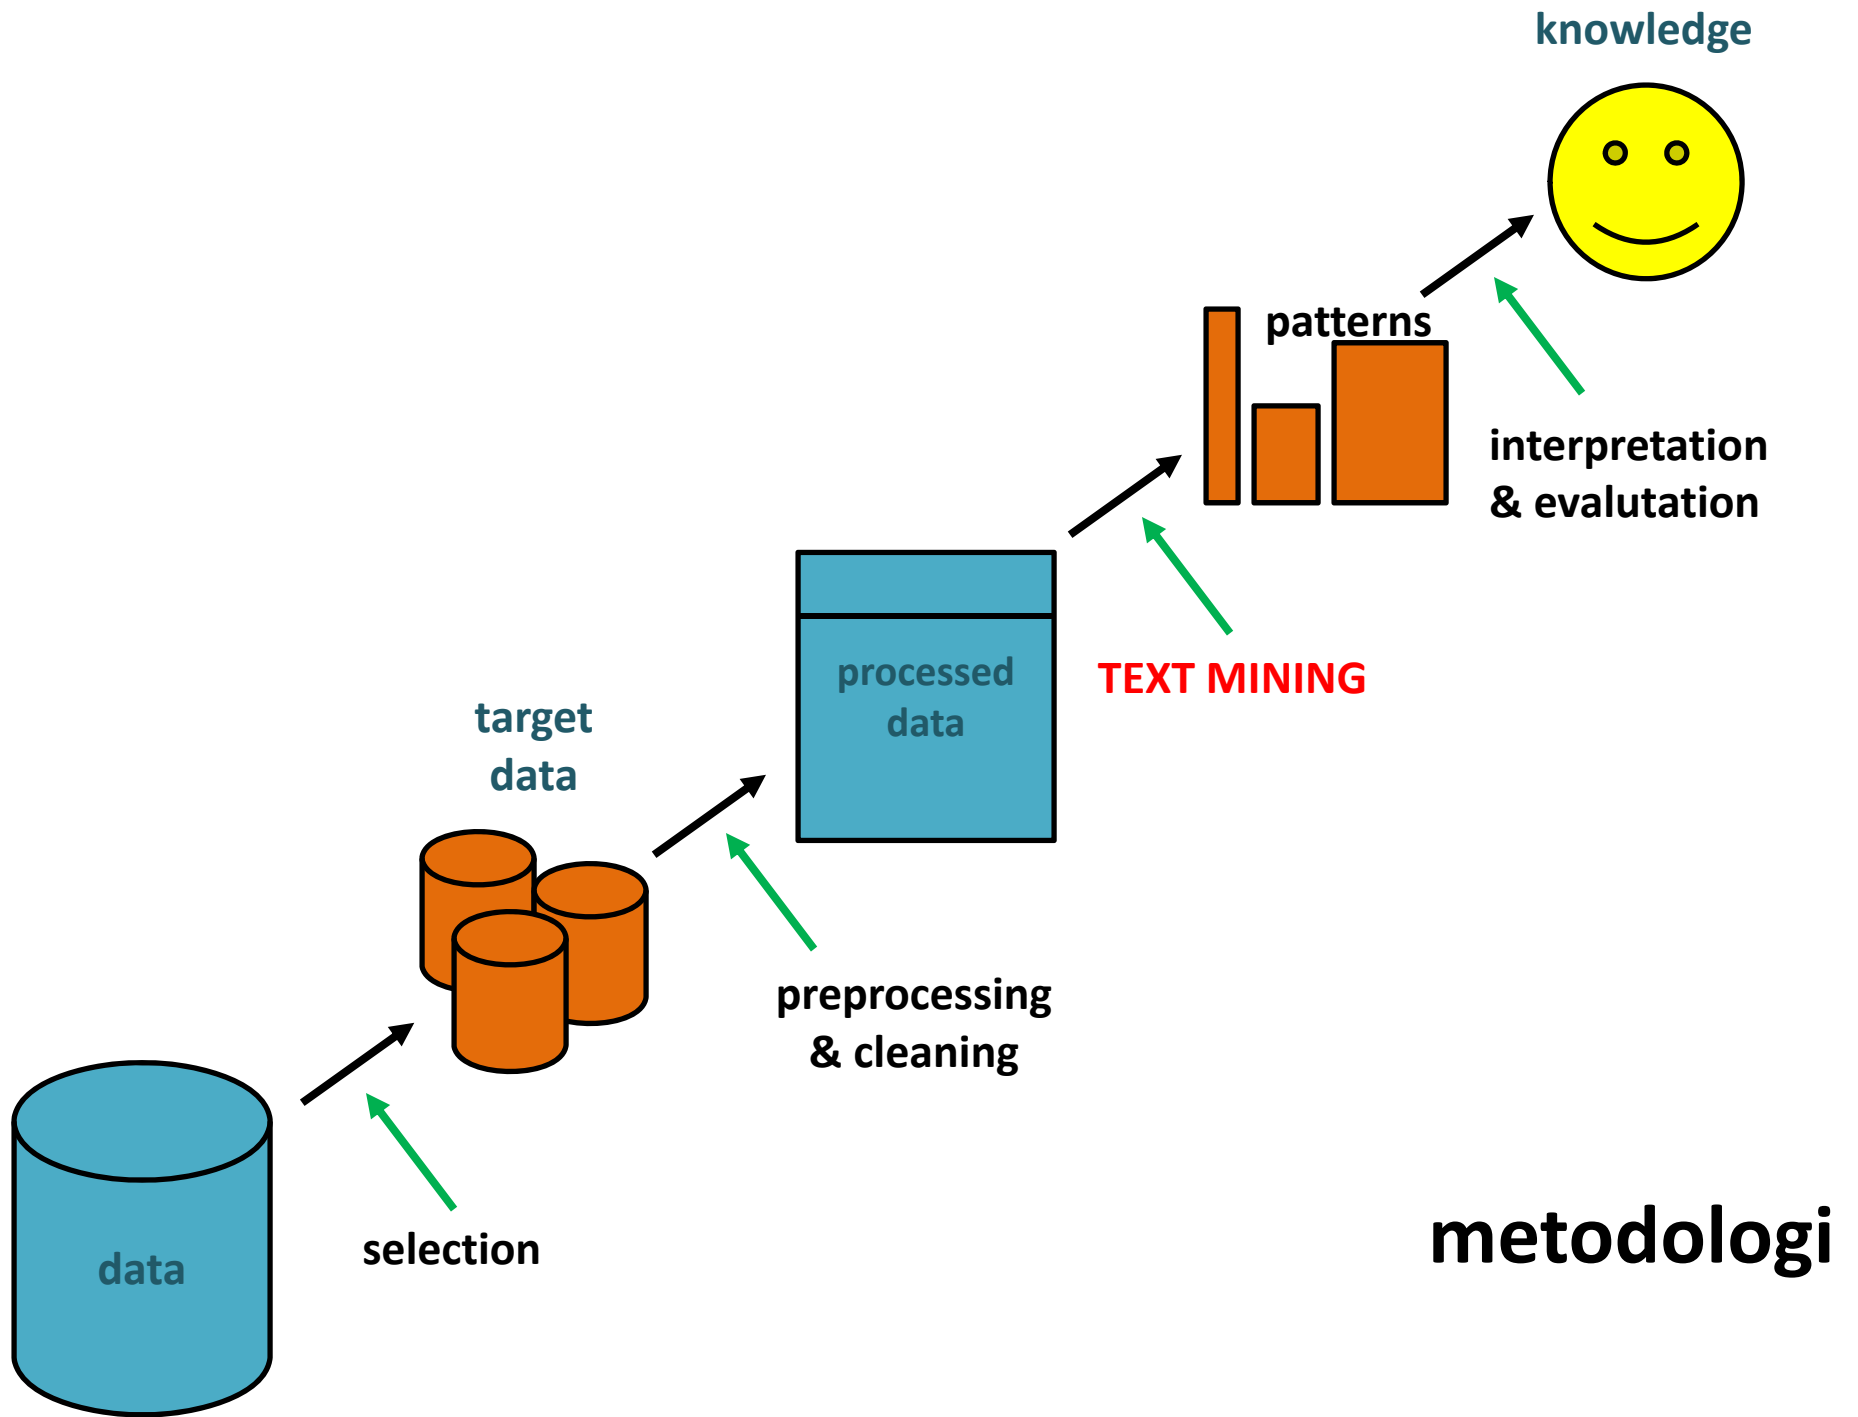 knowledge
patterns
interpretation
& evalutation
processed
data
TEXT MINING
target
data
preprocessing
& cleaning
data
selection
metodologi